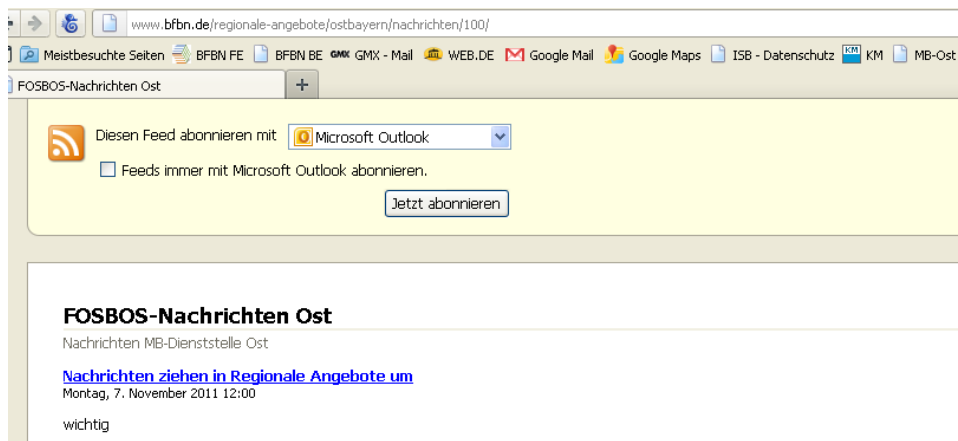 www.bfbn.de/regionale-angebote/ostbayern/nachrichten/100/
Meistbesuchte Seiten BFBN FE BFBN BE GMX GMX - Mail WEB.DE Google Mail Google Maps ISB - Datenschutz KM KM MB-Ost
FOSBOS-Nachrichten Ost +
Diesen Feed abonnieren mit Microsoft Outlook
Feeds immer mit Microsoft Outlook abonnieren.
Jetzt abonnieren
FOSBOS-Nachrichten Ost
Nachrichten MB-Dienststelle Ost
Nachrichten ziehen in Regionale Angebote um
Montag, 7. November 2011 12:00
wichtig